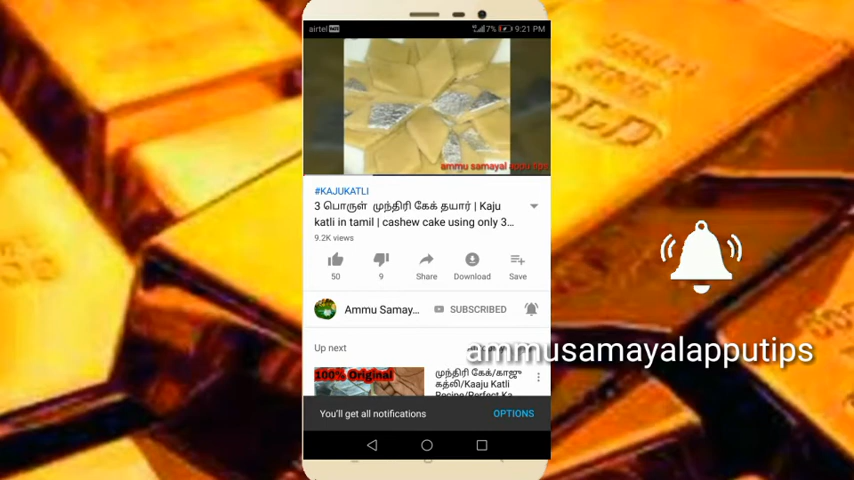 airtel
7% 9:21 PM
ammu samayal appu tips
#KAJUKATLI
3 பொருள் முந்திரி கேக் தயார் | Kaju
katli in tamil | cashew cake using only 3...
9.2K views
50 9 Share Download Save
Ammu Samay... SUBSCRIBED
Up next
ammusamayalapputips
100% Original
முந்திரி கேக்/காஜு
கத்லி/Kaaju Katli
Recipe/Perfect Ka
You'll get all notifications OPTIONS
FINE
GOLD